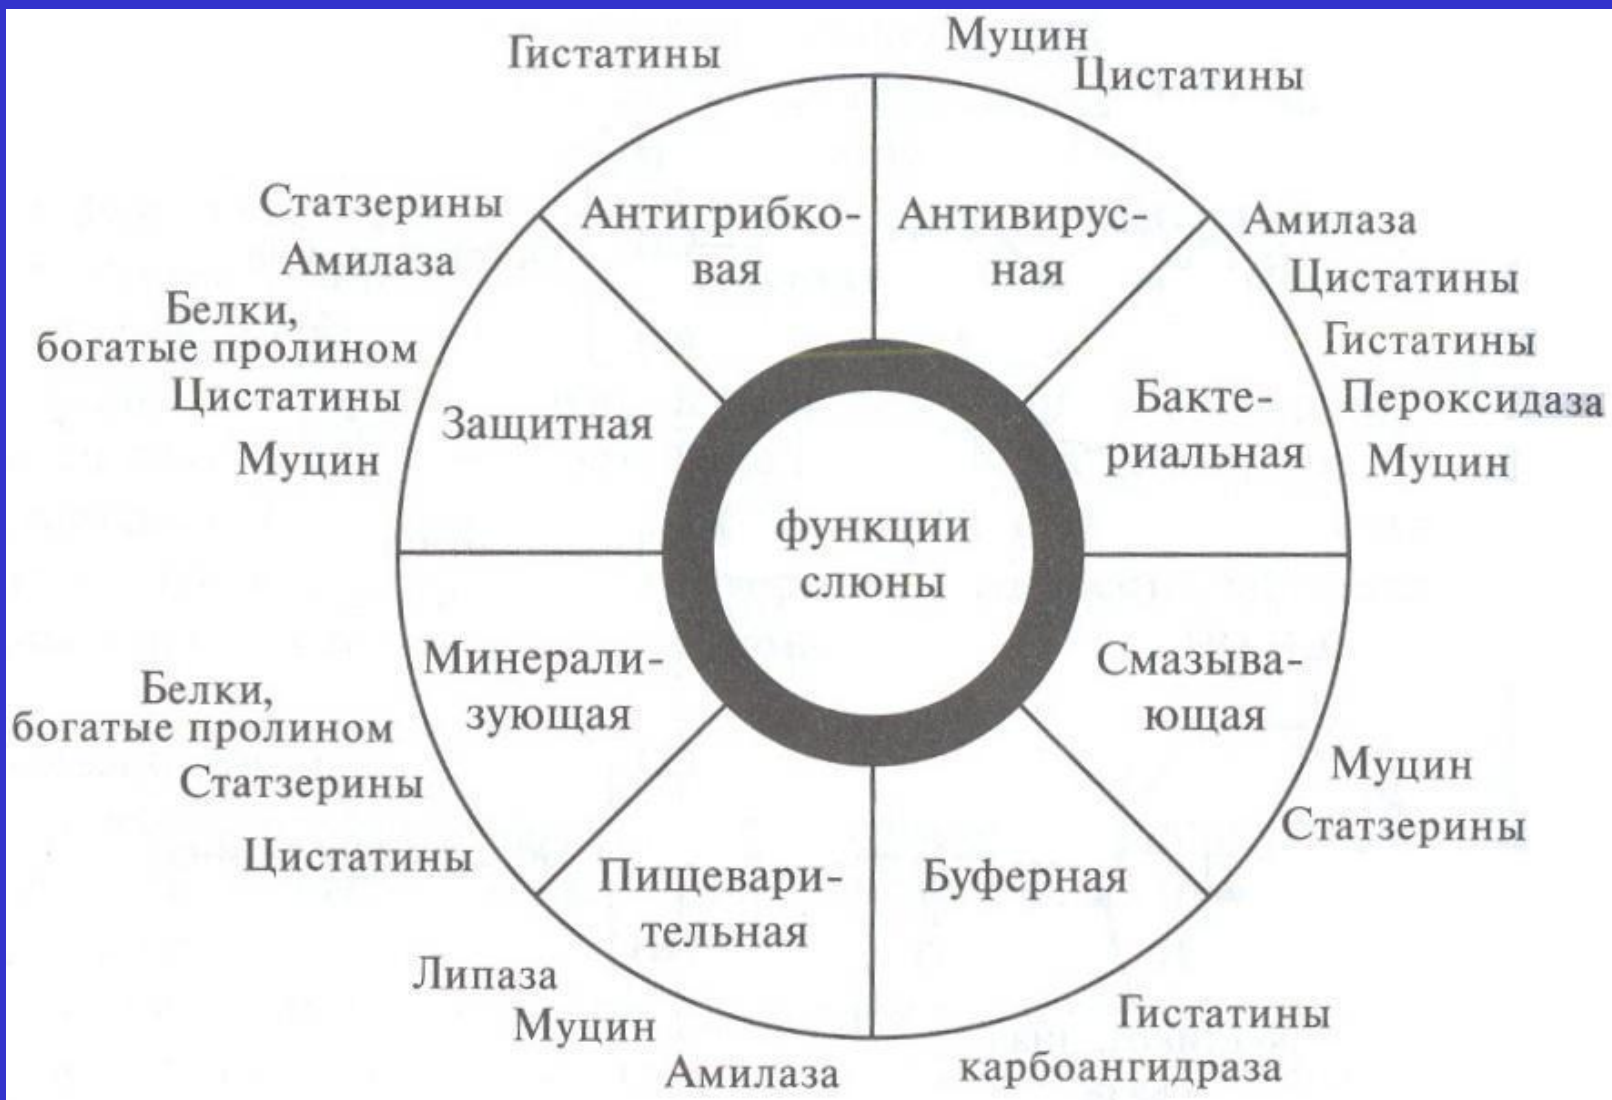 Гистатины
Муцин
Цистатины
Статзерины
Амилаза
Белки,
богатые пролином
Цистатины
Муцин
Антигрибко-
вая
Антивирус-
ная
Амилаза
Цистатины
Гистатины
Пероксидаза
Муцин
Защитная
Бакте-
риальная
функции
слюны
Минерали-
зующая
Смазыва-
ющая
Белки,
богатые пролином
Статзерины
Цистатины
Муцин
Статзерины
Пищевари-
тельная
Буферная
Липаза
Муцин
Амилаза
Гистатины
карбоангидраза